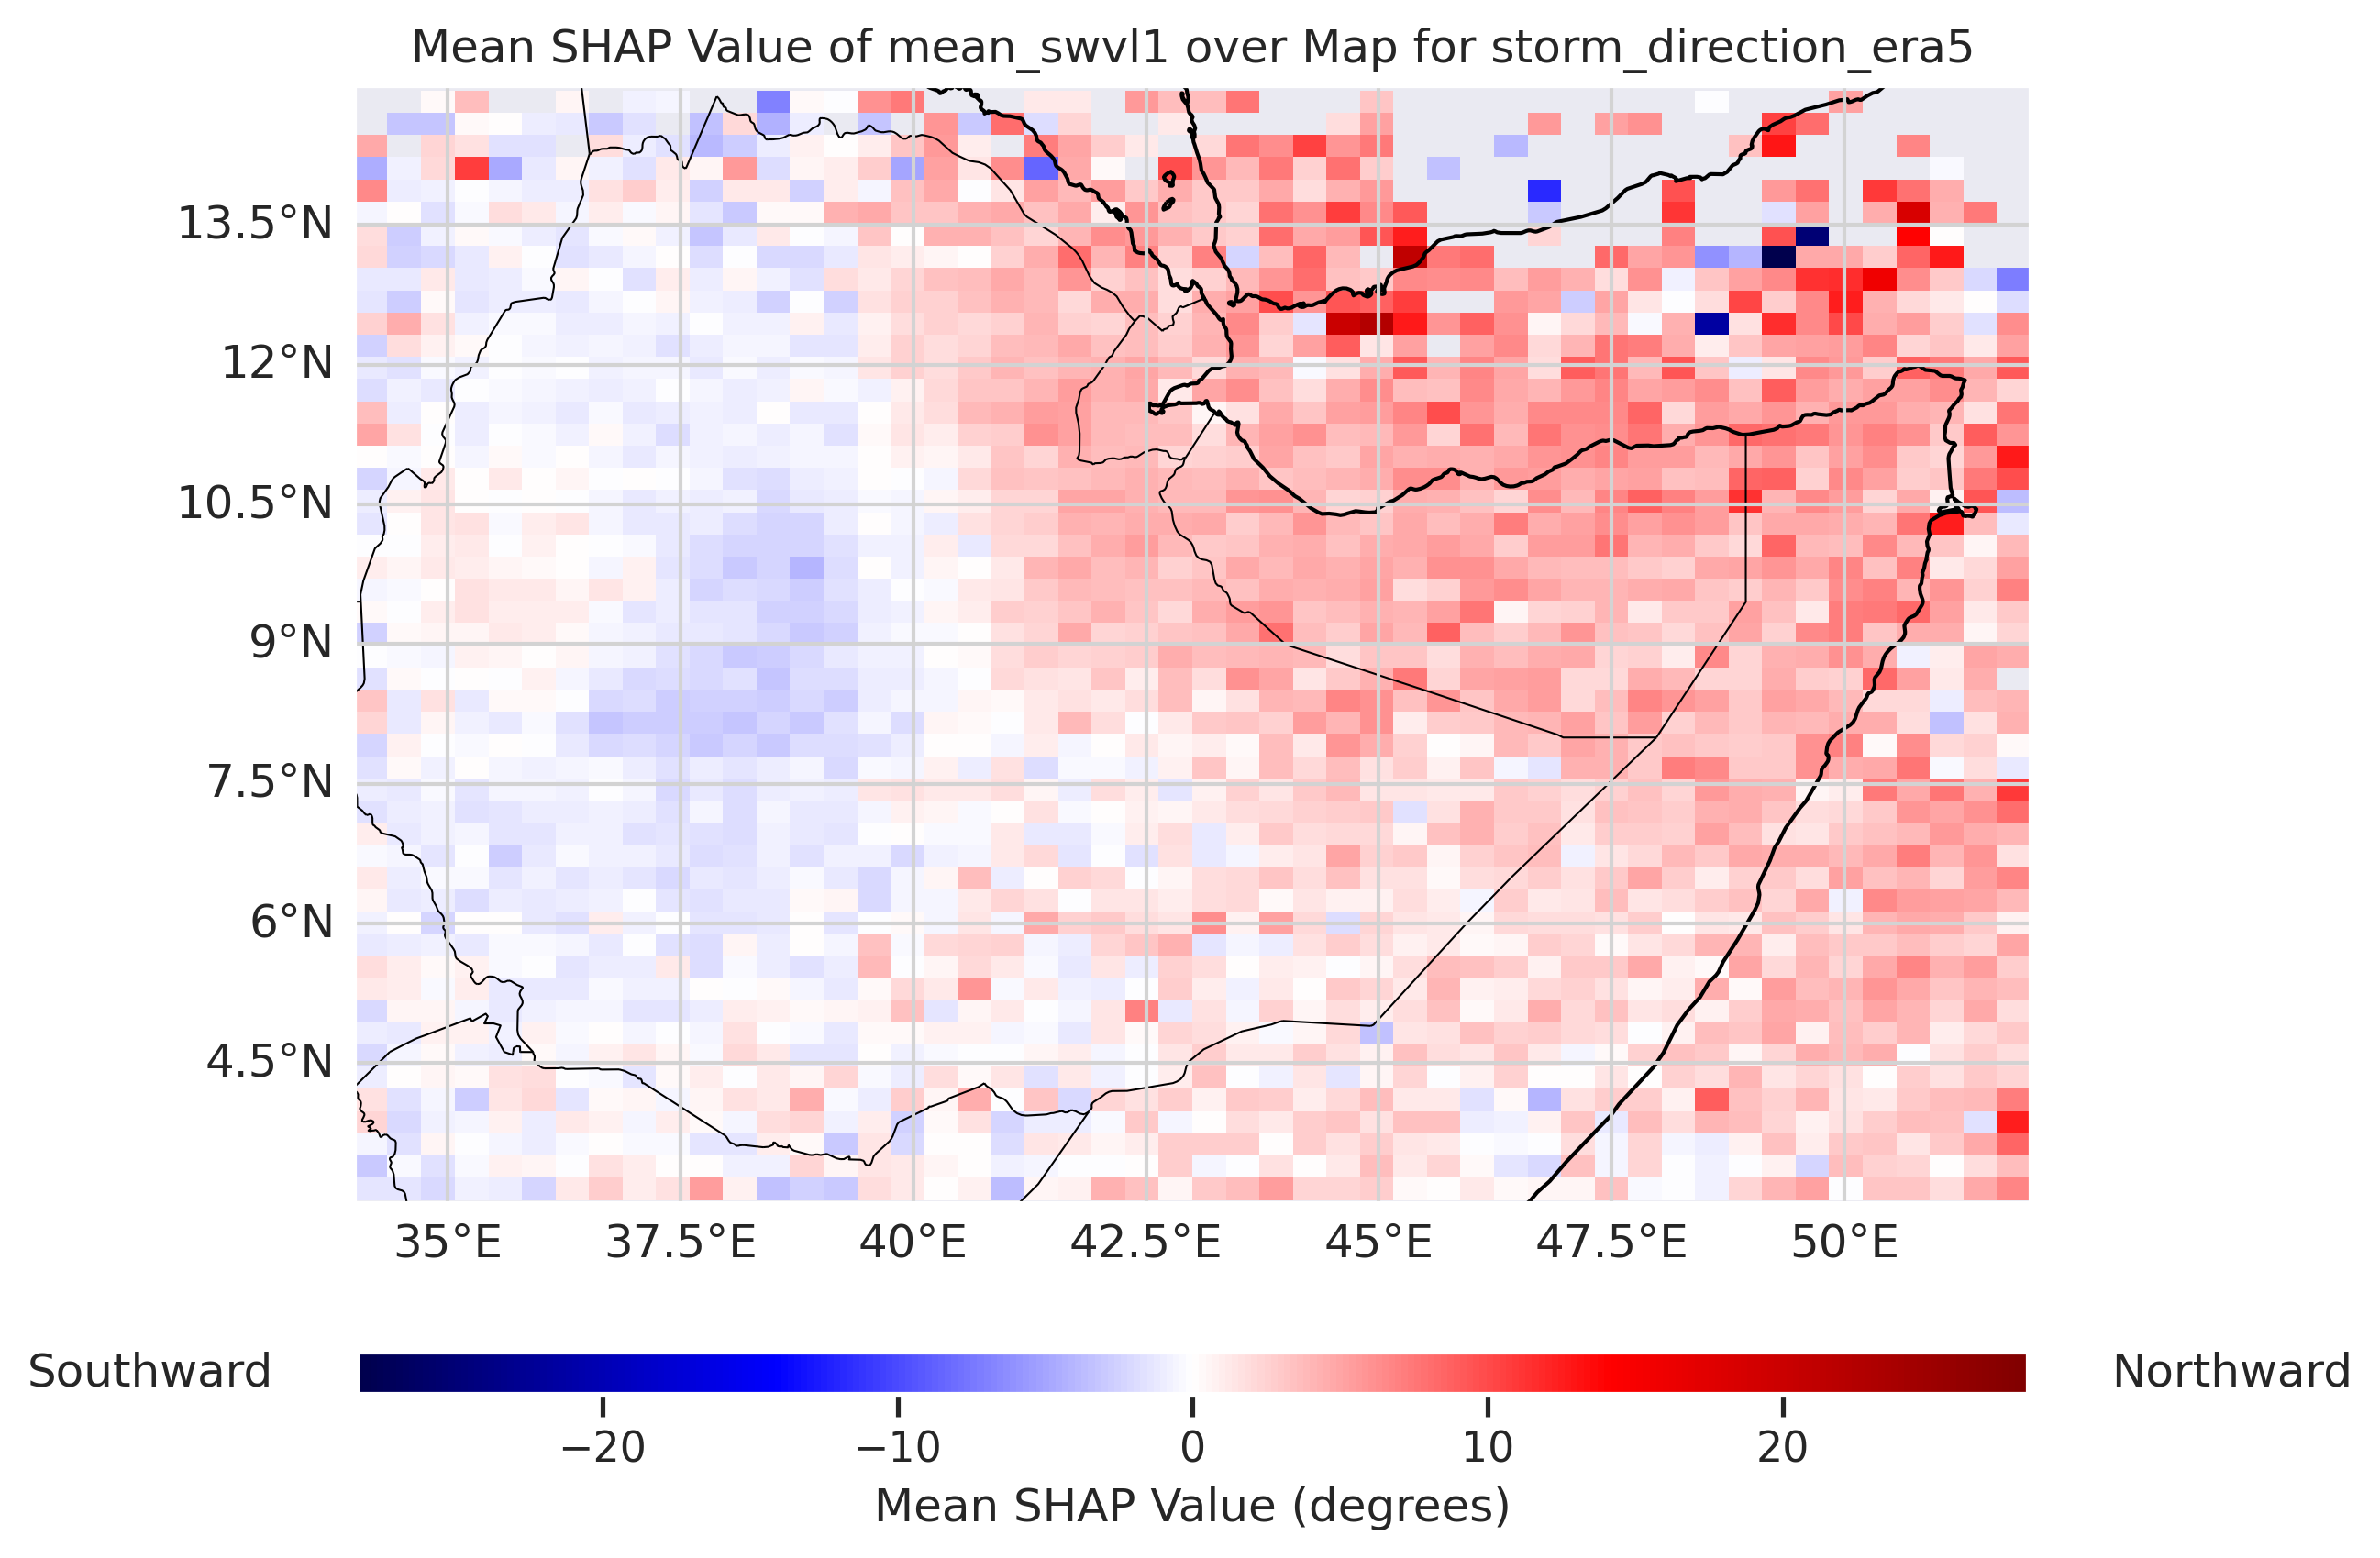 Mean SHAP Value of mean_swvl1 over Map for storm_direction_era5
13.5°N
12°N
10.5°N
9°N
7.5°N
6°N
4.5°N
35°E 37.5°E 40°E 42.5°E 45°E 47.5°E 50°E
Southward Northward
−20 −10 0 10 20
Mean SHAP Value (degrees)